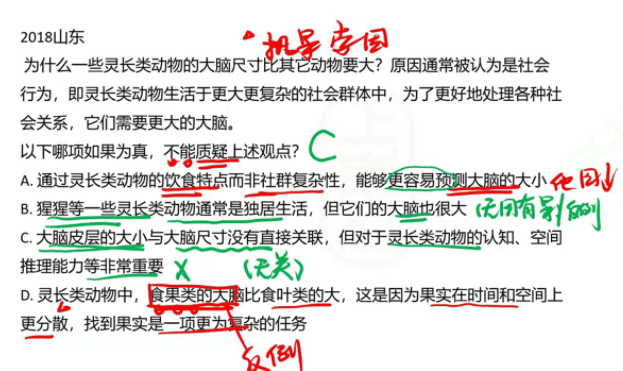 2018山东
执果索因
为什么一些灵长类动物的大脑尺寸比其它动物要大？原因通常被认为是社会
行为，即灵长类动物生活于更大更复杂的社会群体中，为了更好地处理各种社
会关系，它们需要更大的大脑。
以下哪项如果为真，不能质疑上述观点？ C
A. 通过灵长类动物的饮食特点而非社群复杂性，能够更容易预测大脑的大小 他因
B. 猩猩等一些灵长类动物通常是独居生活，但它们的大脑也很大 (无因有果/反例)
C. 大脑皮层的大小与大脑尺寸没有直接关联，但对于灵长类动物的认知、空间
推理能力等非常重要 X (无关)
D. 灵长类动物中，食果类的大脑比食叶类的大，这是因为果实在时间和空间上
更分散，找到果实是一项更为复杂的任务
反例